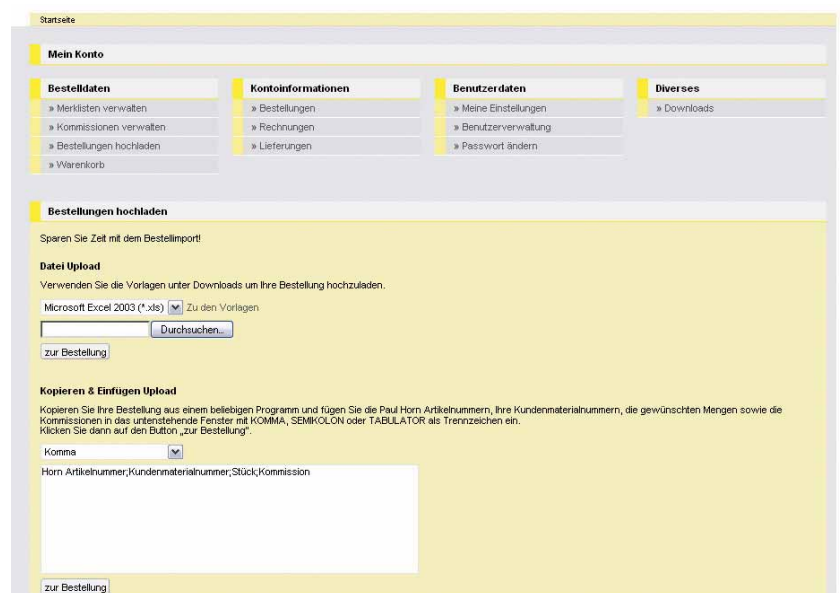 Startseite
Mein Konto
Bestelldaten
» Merklisten verwalten
» Kommissionen verwalten
» Bestellungen hochladen
» Warenkorb
Kontoinformationen
» Bestellungen
» Rechnungen
» Lieferungen
Benutzerdaten
» Meine Einstellungen
» Benutzerverwaltung
» Passwort ändern
Diverses
» Downloads
Bestellungen hochladen
Sparen Sie Zeit mit dem Bestellimport!
Datei Upload
Verwenden Sie die Vorlagen unter Downloads um Ihre Bestellung hochzuladen.
Microsoft Excel 2003 (*.xls) Zu den Vorlagen
Durchsuchen...
zur Bestellung
Kopieren & Einfügen Upload
Kopieren Sie Ihre Bestellung aus einem beliebigen Programm und fügen Sie die Paul Horn Artikelnummern, Ihre Kundenmaterialnummern, die gewünschten Mengen sowie die
Kommissionen in das untenstehende Fenster mit KOMMA, SEMIKOLON oder TABULATOR als Trennzeichen ein.
Klicken Sie dann auf den Button „zur Bestellung".
Komma
Horn Artikelnummer;Kundenmaterialnummer;Stück;Kommission
zur Bestellung